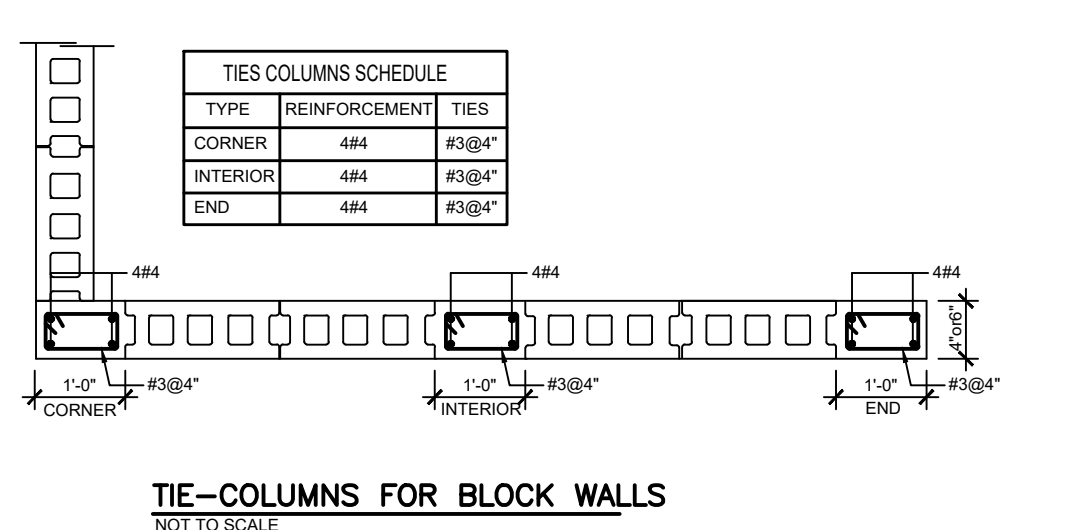 TIES COLUMNS SCHEDULE
TYPE REINFORCEMENT TIES
CORNER 4#4 #3@4"
INTERIOR 4#4 #3@4"
END 4#4 #3@4"
4#4 4#4 4#4
4"or6"
1'-0" #3@4" 1'-0" #3@4" 1'-0" #3@4"
CORNER INTERIOR END
TIE-COLUMNS FOR BLOCK WALLS
NOT TO SCALE